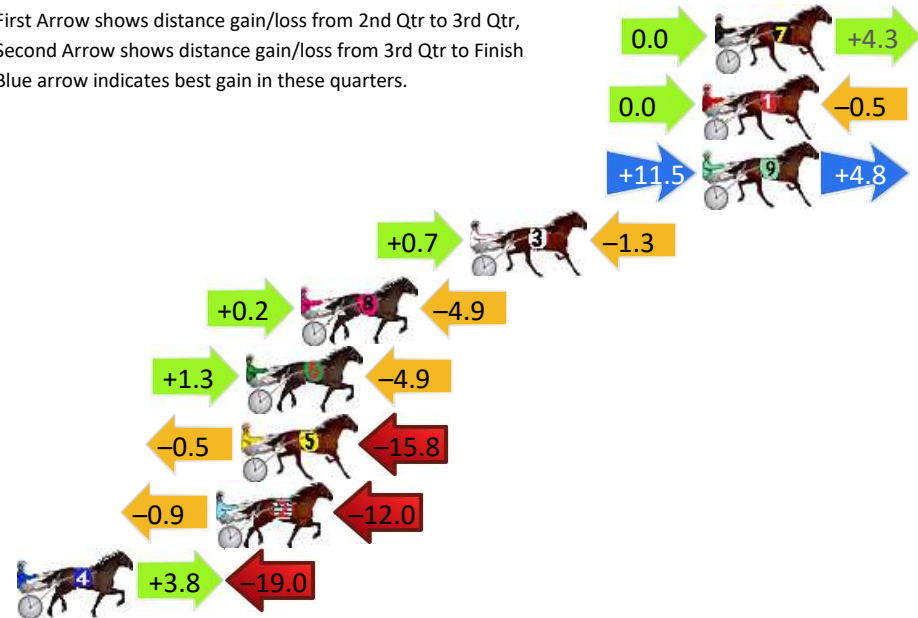 First Arrow shows distance gain/loss from 2nd Qtr to 3rd Qtr,
Second Arrow shows distance gain/loss from 3rd Qtr to Finish
Blue arrow indicates best gain in these quarters.
0.0 7 +4.3
0.0 1 –0.5
+11.5 9 +4.8
+0.7 3 –1.3
+0.2 8 –4.9
+1.3 6 –4.9
–0.5 5 –15.8
–0.9 2 –12.0
4 +3.8 –19.0